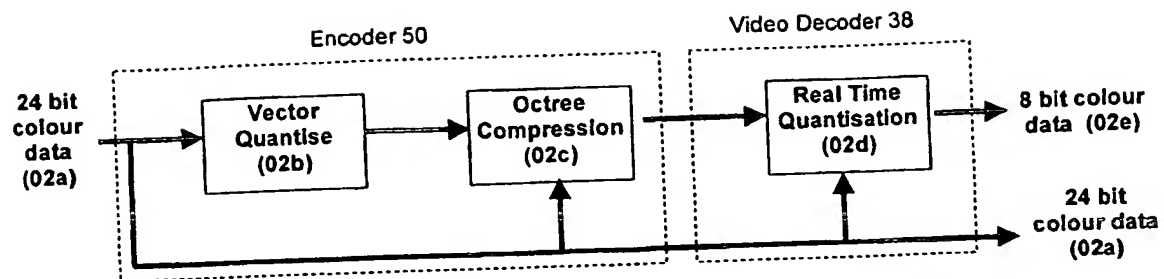 Encoder 50
Video Decoder 38
24 bit
colour
data
(02a)
Vector
Quantise
(02b)
Octree
Compression
(02c)
Real Time
Quantisation
(02d)
8 bit colour
data (02e)
24 bit
colour data
(02a)